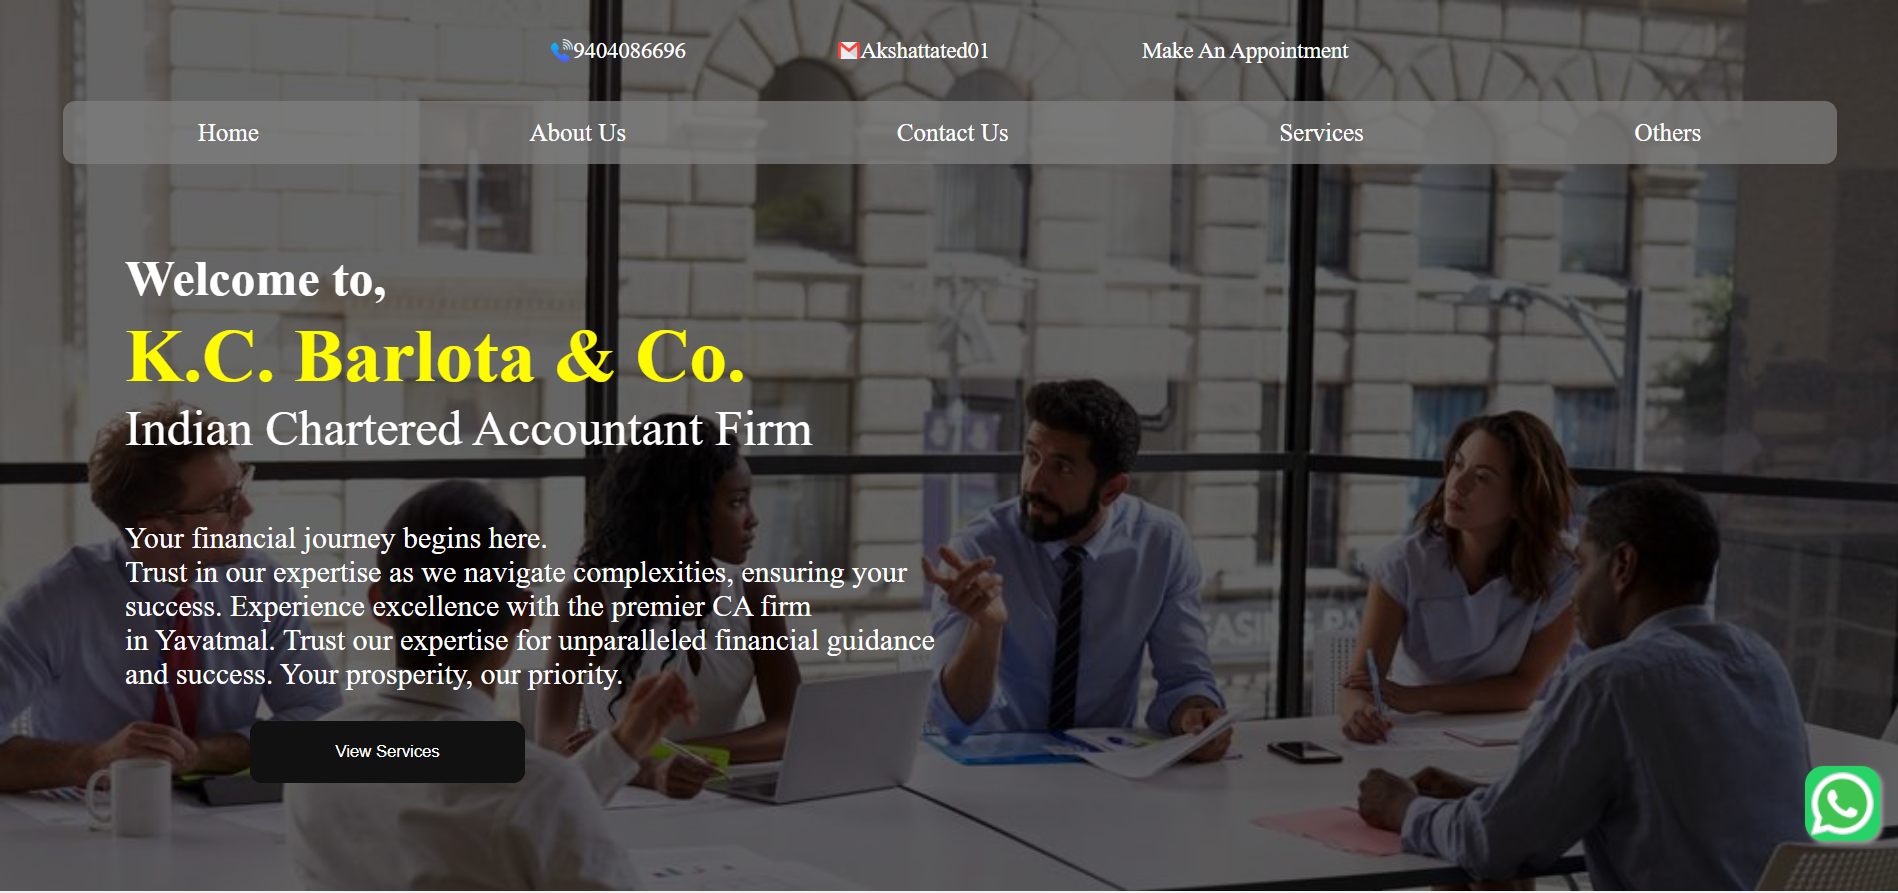 9404086696 Akshattated01 Make An Appointment
Home About Us Contact Us Services Others
Welcome to,
K.C. Barlota & Co.
Indian Chartered Accountant Firm
Your financial journey begins here.
Trust in our expertise as we navigate complexities, ensuring your
success. Experience excellence with the premier CA firm
in Yavatmal. Trust our expertise for unparalleled financial guidance
and success. Your prosperity, our priority.
View Services